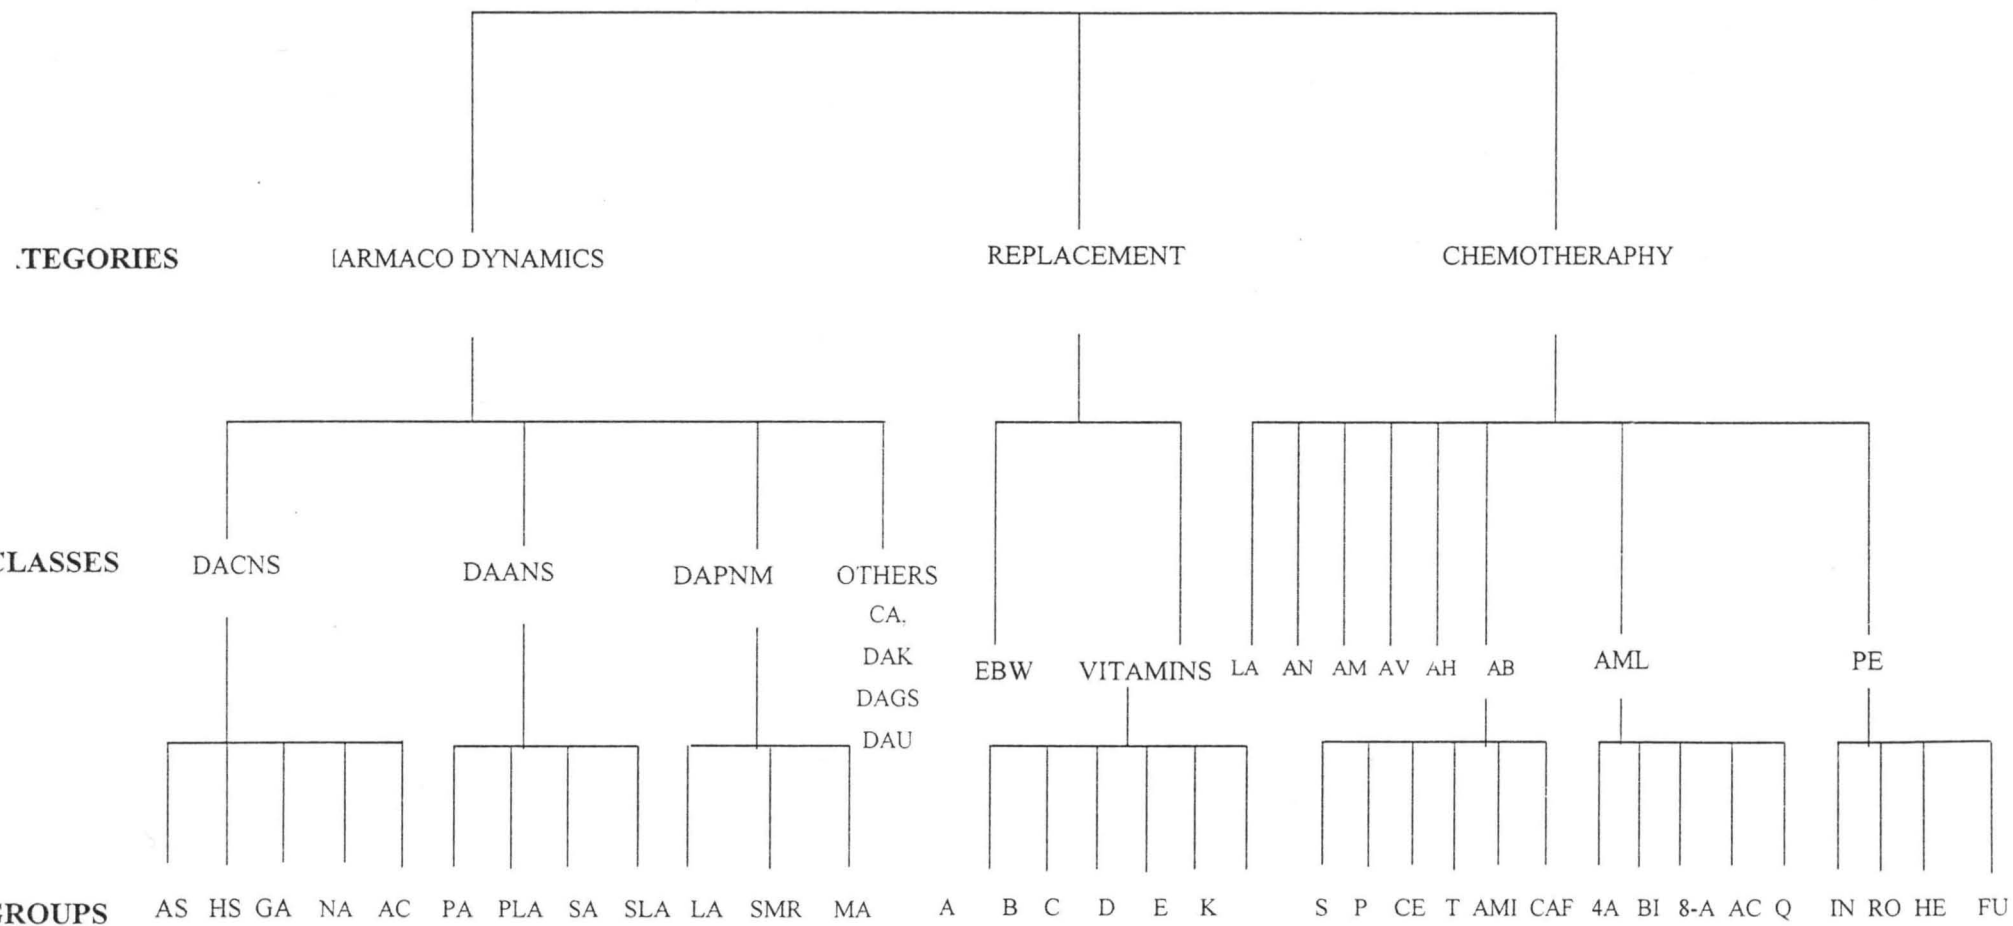 .TEGORIES ARMACO DYNAMICS REPLACEMENT CHEMOTHERAPHY
CLASSES DACNS DAANS DAPNM OTHERS
CA,
DAK
DAGS
DAU
EBW VITAMINS LA AN AM AV AH AB AML PE
GROUPS AS HS GA NA AC PA PLA SA SLA LA SMR MA A B C D E K S P CE T AMI CAF 4A BI 8-A AC Q IN RO HE FU